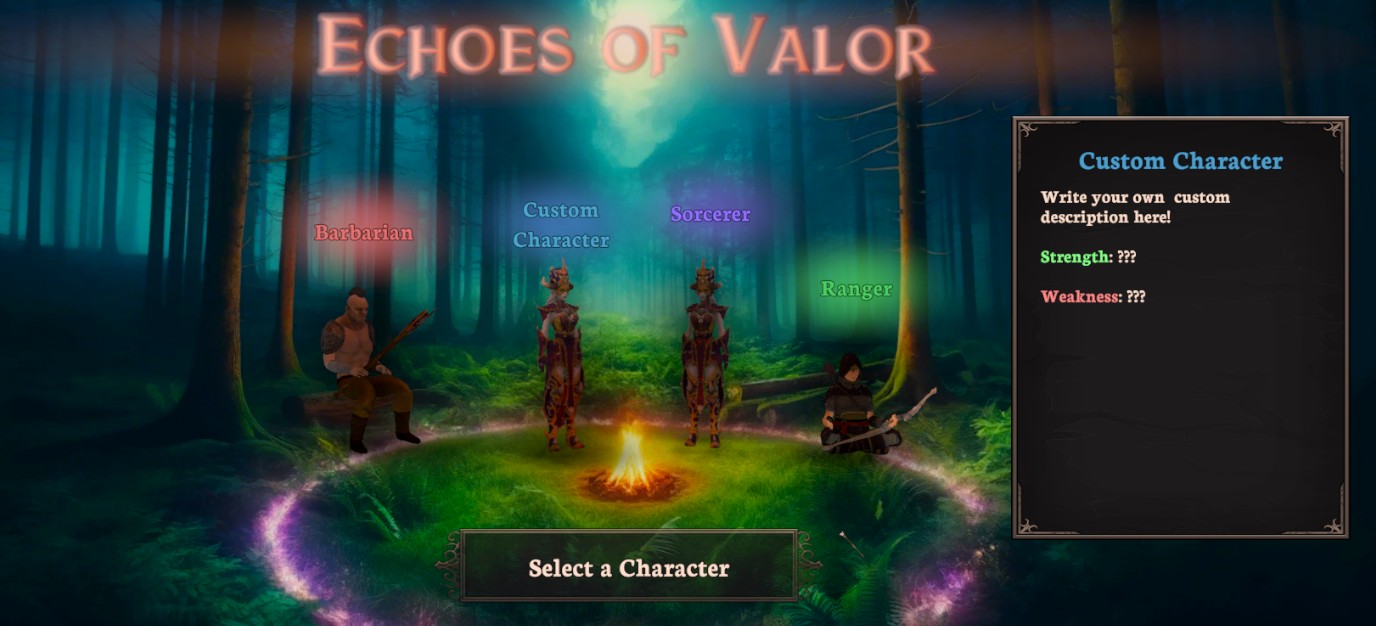 Echoes of Valor
Barbarian
Custom
Character
Sorcerer
Ranger
Custom Character
Write your own custom
description here!
Strength: ???
Weakness: ???
Select a Character